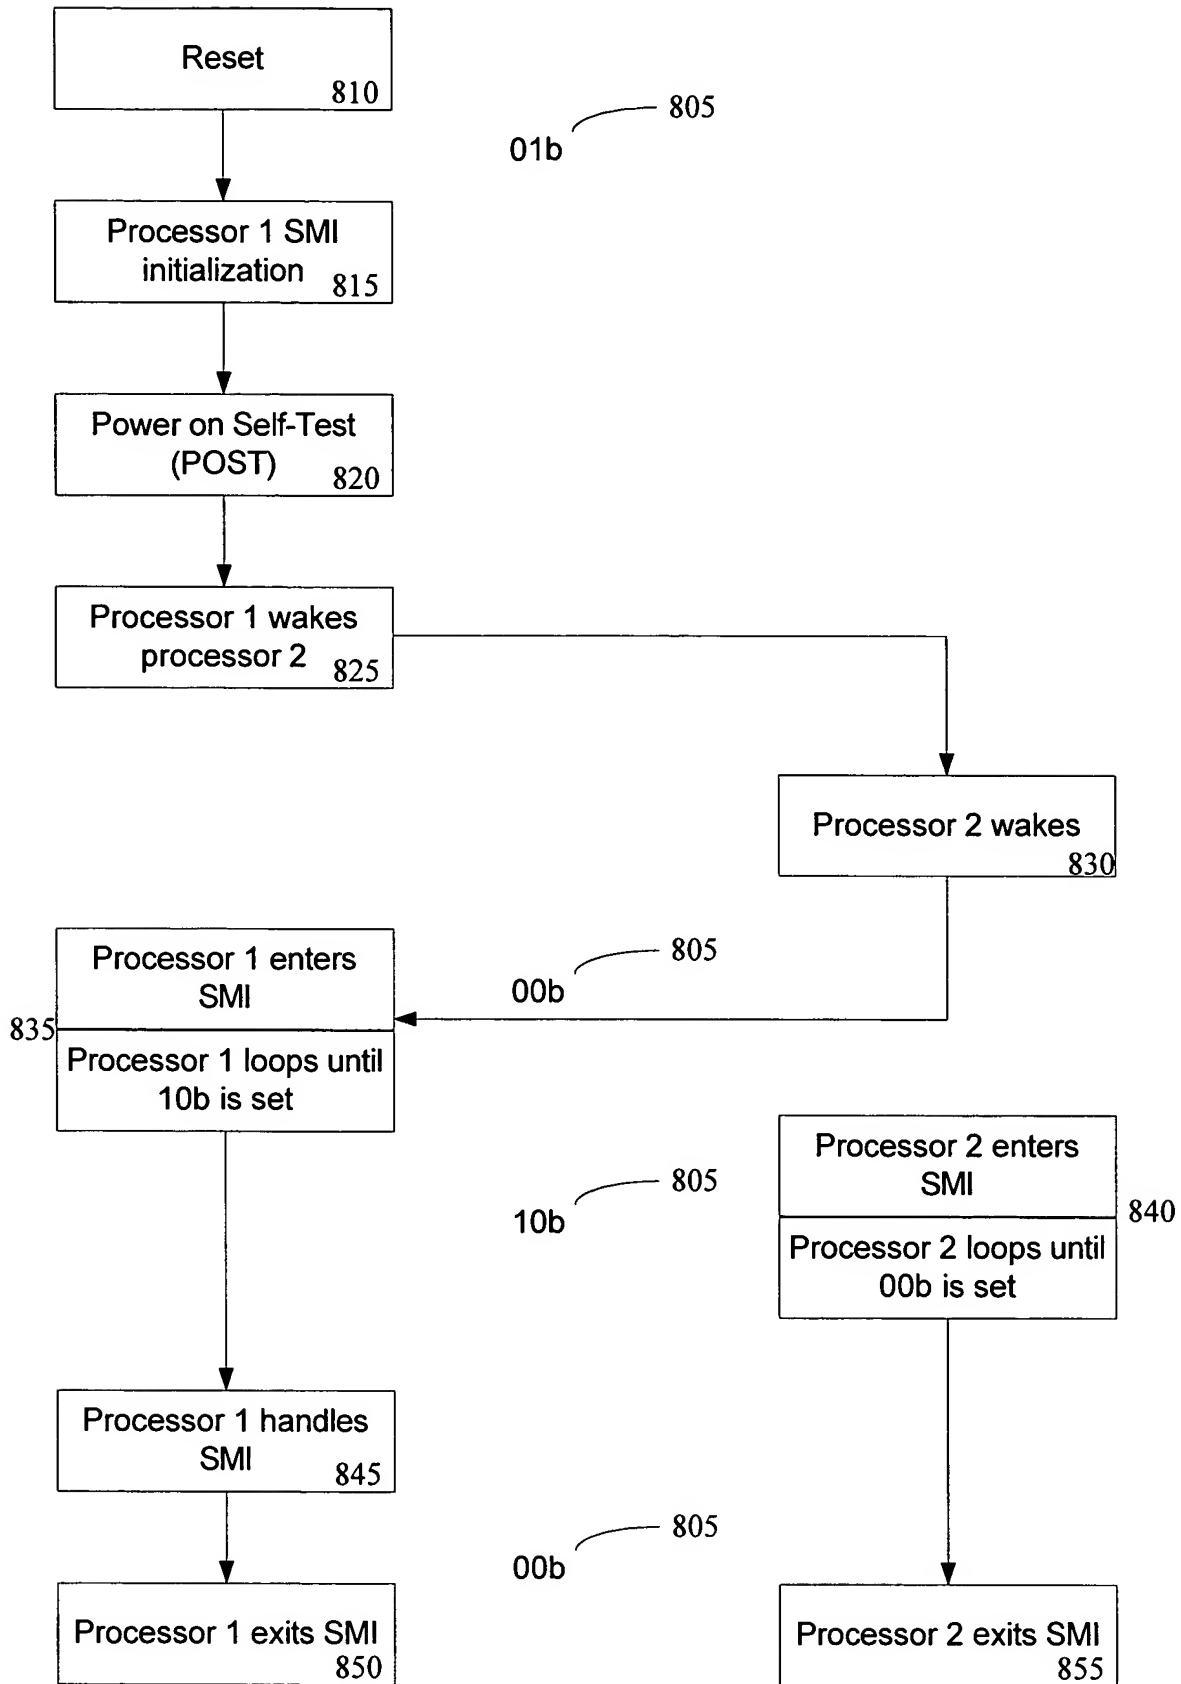 Reset
810
805
01b
Processor 1 SMI
initialization
815
Power on Self-Test
(POST)
820
Processor 1 wakes
processor 2
825
Processor 2 wakes
830
Processor 1 enters
SMI
805
00b
835
Processor 1 loops until
10b is set
Processor 2 enters
SMI
805
10b
840
Processor 2 loops until
00b is set
Processor 1 handles
SMI
845
805
00b
Processor 1 exits SMI
850
Processor 2 exits SMI
855